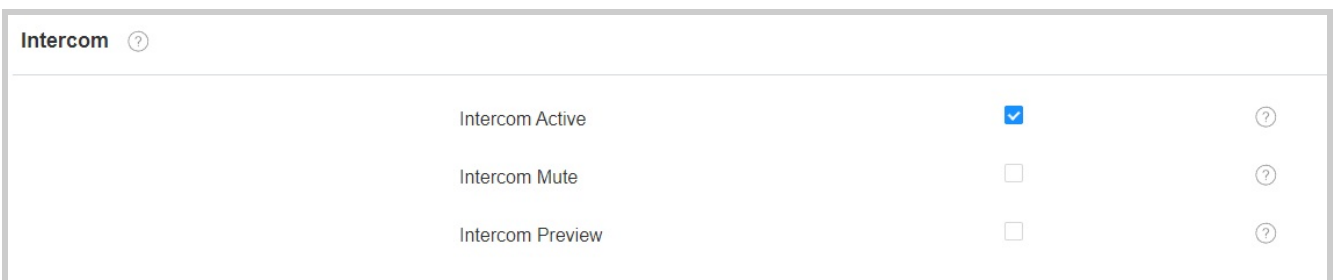 Intercom ?
Intercom Active ?
Intercom Mute ?
Intercom Preview ?